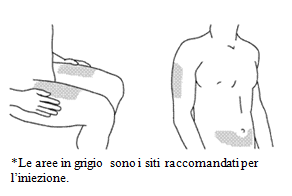 *Le aree in grigio sono i siti raccomandati per
l’iniezione.